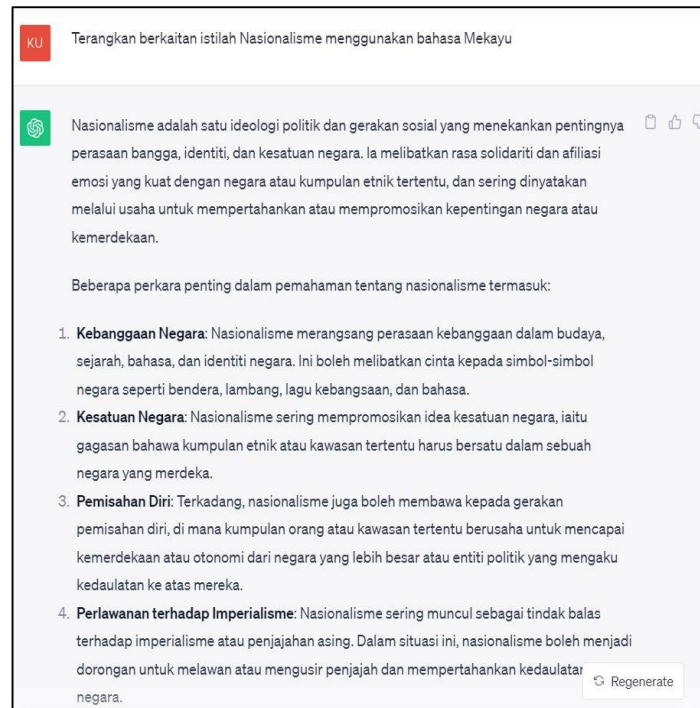 KU
Terangkan berkaitan istilah Nasionalisme menggunakan bahasa Mekayu
Nasionalisme adalah satu ideologi politik dan gerakan sosial yang menekankan pentingnya
perasaan bangga, identiti, dan kesatuan negara. Ia melibatkan rasa solidariti dan afiliasi
emosi yang kuat dengan negara atau kumpulan etnik tertentu, dan sering dinyatakan
melalui usaha untuk mempertahankan atau mempromosikan kepentingan negara atau
kemerdekaan.
Beberapa perkara penting dalam pemahaman tentang nasionalisme termasuk:
1. Kebanggaan Negara: Nasionalisme merangsang perasaan kebanggaan dalam budaya,
sejarah, bahasa, dan identiti negara. Ini boleh melibatkan cinta kepada simbol-simbol
negara seperti bendera, lambang, lagu kebangsaan, dan bahasa.
2. Kesatuan Negara: Nasionalisme sering mempromosikan idea kesatuan negara, iaitu
gagasan bahawa kumpulan etnik atau kawasan tertentu harus bersatu dalam sebuah
negara yang merdeka.
3. Pemisahan Diri: Terkadang, nasionalisme juga boleh membawa kepada gerakan
pemisahan diri, di mana kumpulan orang atau kawasan tertentu berusaha untuk mencapai
kemerdekaan atau otonomi dari negara yang lebih besar atau entiti politik yang mengaku
kedaulatan ke atas mereka.
4. Perlawanan terhadap Imperialisme: Nasionalisme sering muncul sebagai tindak balas
terhadap imperialisme atau penjajahan asing. Dalam situasi ini, nasionalisme boleh menjadi
dorongan untuk melawan atau mengusir penjajah dan mempertahankan kedaulatan
negara.
Regenerate